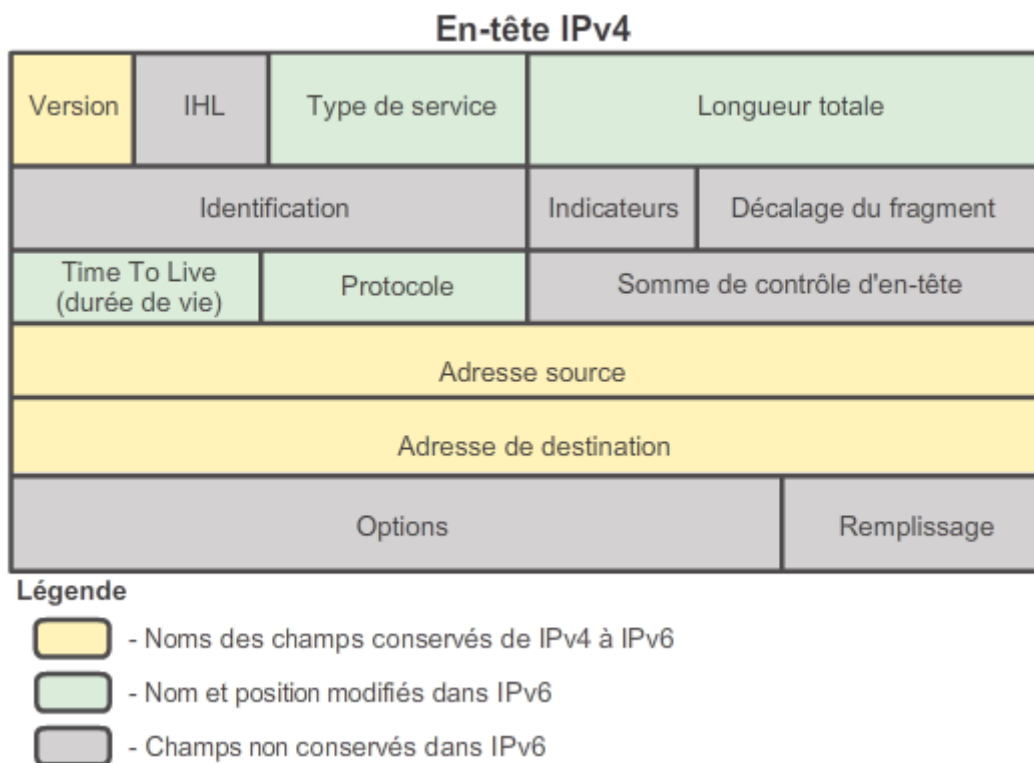 En-tête IPv4
Version IHL Type de service Longueur totale
Identification Indicateurs Décalage du fragment
Time To Live
(durée de vie) Protocole Somme de contrôle d'en-tête
Adresse source
Adresse de destination
Options Remplissage
Légende
- Noms des champs conservés de IPv4 à IPv6
- Nom et position modifiés dans IPv6
- Champs non conservés dans IPv6